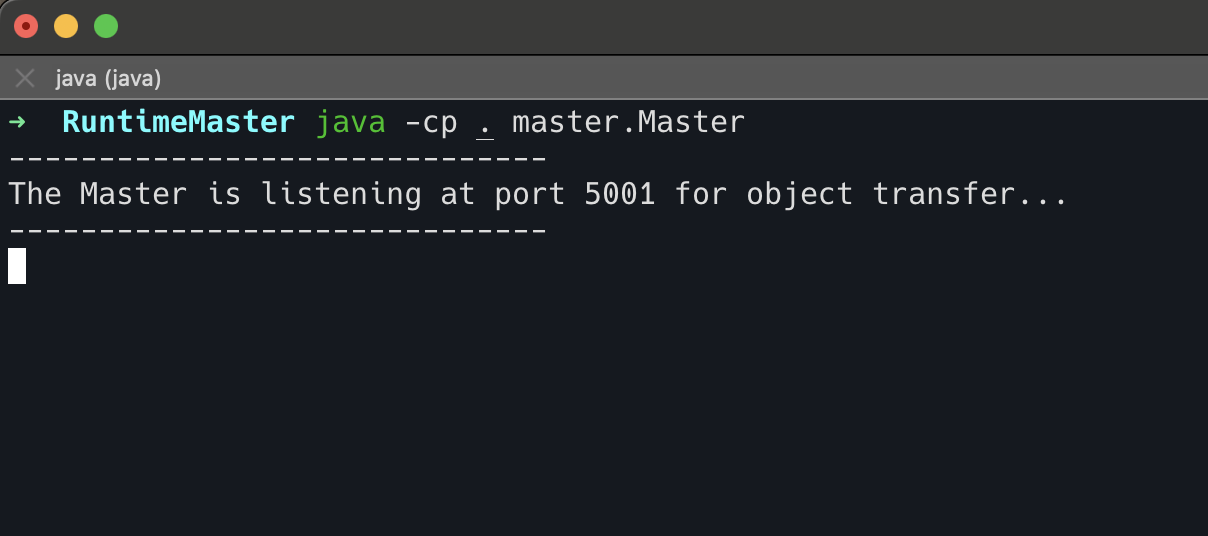 java (java)
➜ RuntimeMaster java -cp . master.Master
------------------------------
The Master is listening at port 5001 for object transfer...
------------------------------